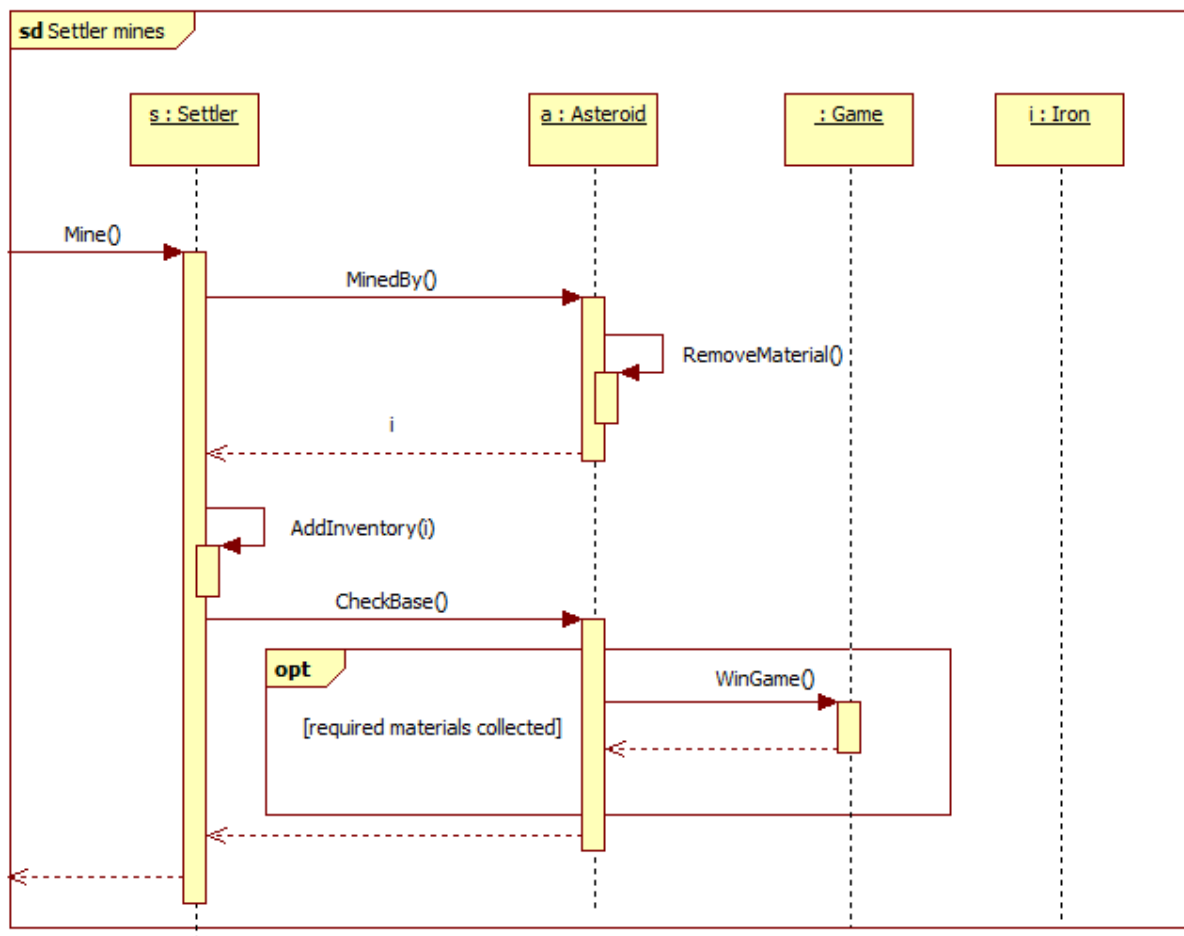 sd Settler mines
s : Settler
a : Asteroid
: Game
i : Iron
Mine()
MinedBy()
RemoveMaterial()
i
AddInventory(i)
CheckBase()
opt
WinGame()
[required materials collected]